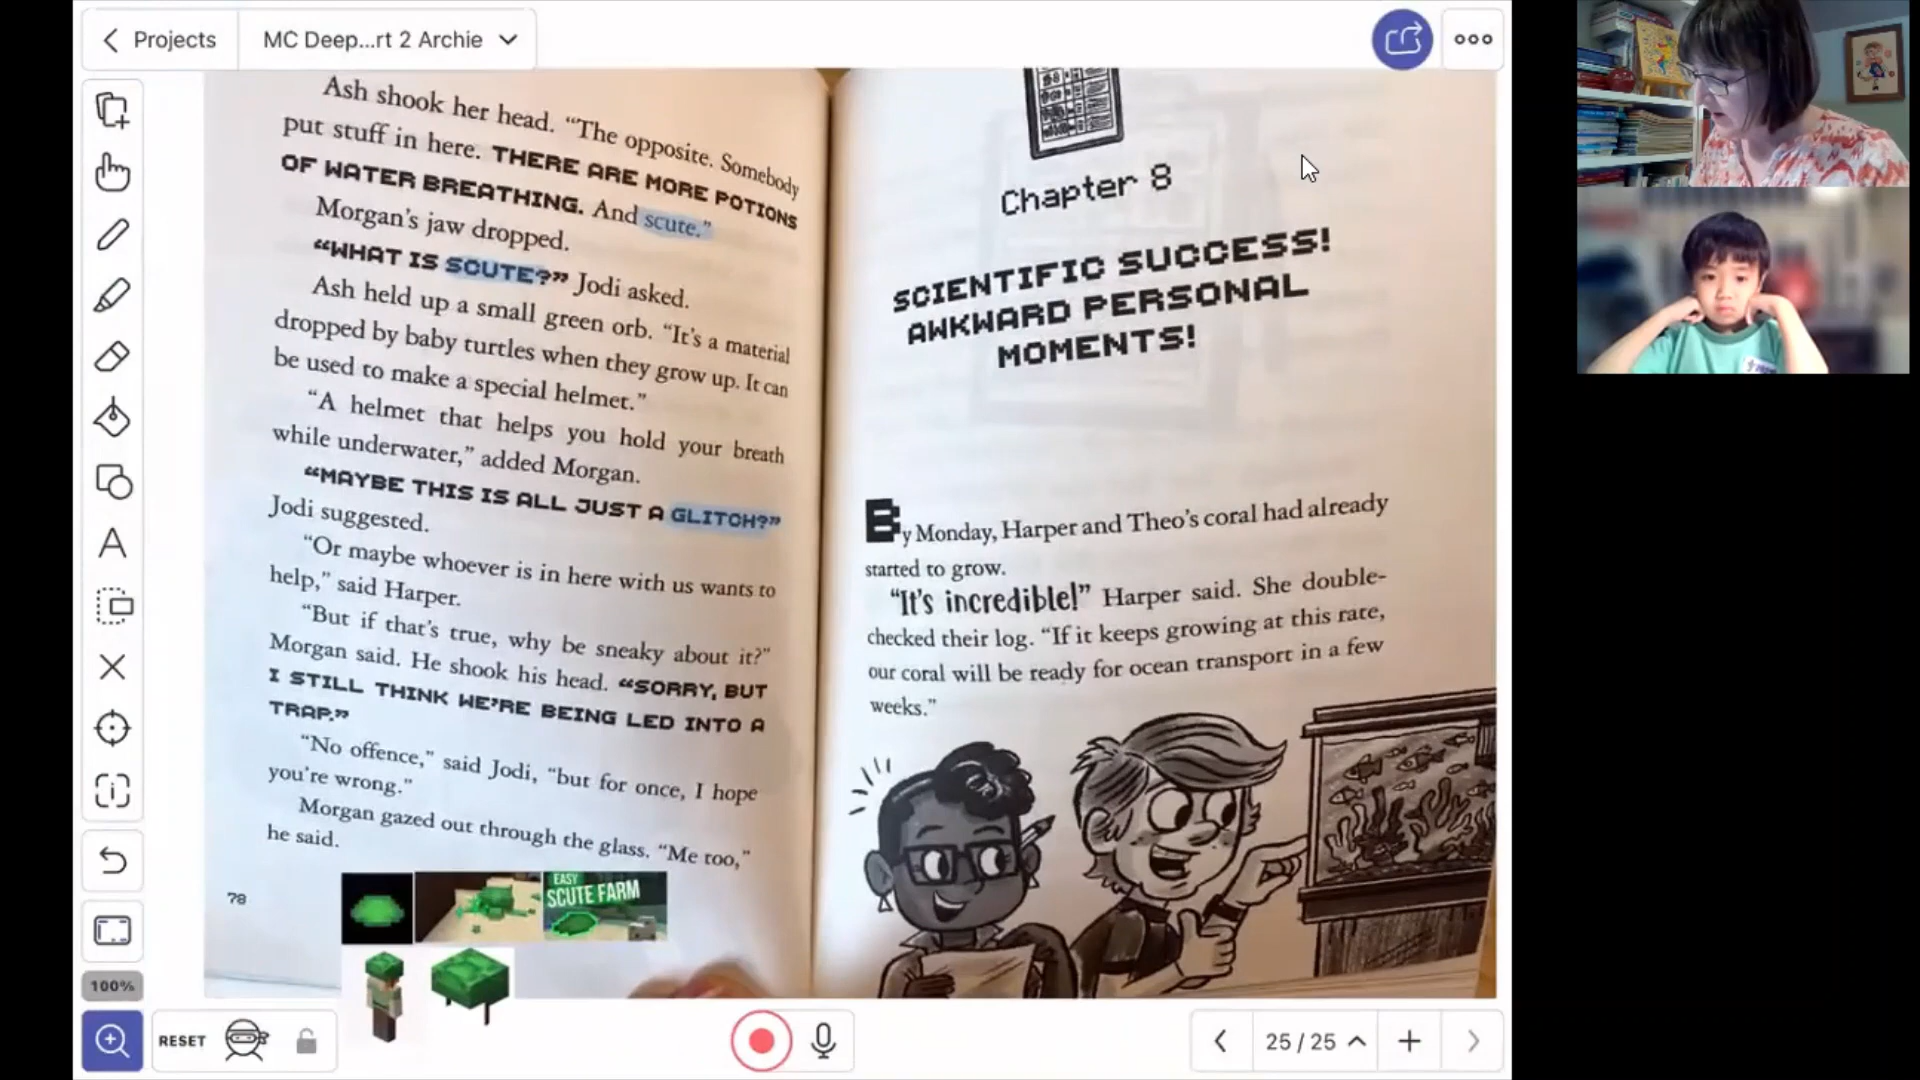 Projects
MC Deep...rt 2 Archie
Ash shook her head. “The opposite. Somebody
put stuff in here. THERE ARE MORE POTIONS
OF WATER BREATHING. And scute.”
Morgan’s jaw dropped.
“WHAT IS SCUTE?” Jodi asked.
Ash held up a small green orb. “It’s a material
dropped by baby turtles when they grow up. It can
be used to make a special helmet.”
“A helmet that helps you hold your breath
while underwater,” added Morgan.
“MAYBE THIS IS ALL JUST A GLITCH?”
Jodi suggested.
“Or maybe whoever is in here with us wants to
help,” said Harper.
“But if that’s true, why be sneaky about it?”
Morgan said. He shook his head. “SORRY, BUT
I STILL THINK WE’RE BEING LED INTO A
TRAP.”
“No offence,” said Jodi, “but for once, I hope
you’re wrong.”
Morgan gazed out through the glass. “Me too,”
he said.
78
EASY
SCUTE FARM
Chapter 8
SCIENTIFIC SUCCESS!
AWKWARD PERSONAL
MOMENTS!
By Monday, Harper and Theo’s coral had already
started to grow.
“It’s incredible!” Harper said. She double-
checked their log. “If it keeps growing at this rate,
our coral will be ready for ocean transport in a few
weeks.”
100%
RESET
25 / 25